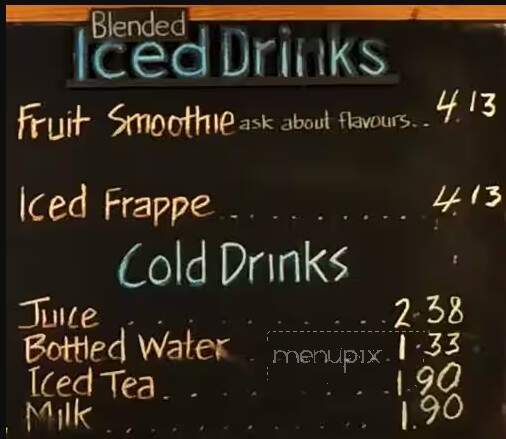 Blended
Iced Drinks
Fruit Smoothie ask about flavours.. 4.13
Iced Frappe.......... 4.13
Cold Drinks
Juice ........... 2.38
Bottled Water .... 1.33
menupix
Iced Tea........... 1.90
Milk ............ 1.90